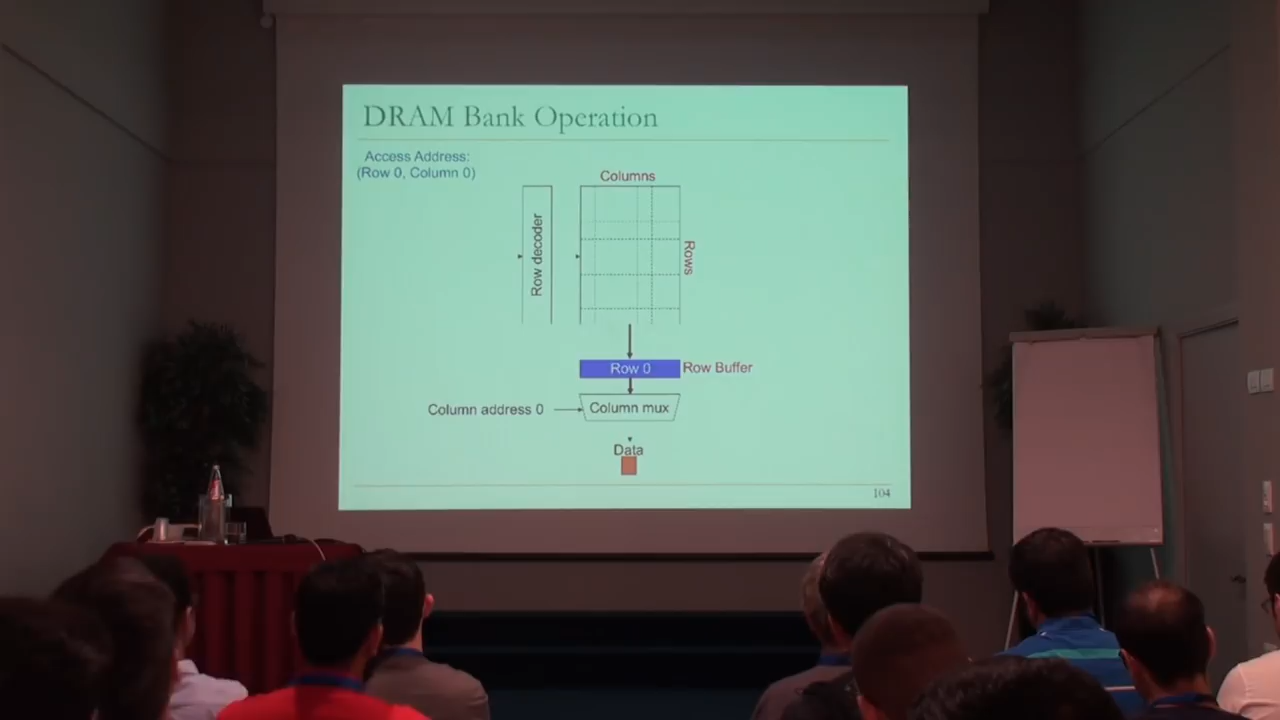 DRAM Bank Operation
Access Address:
(Row 0, Column 0)
Columns
Row decoder
Rows
Row 0
Row Buffer
Column address 0
Column mux
Data
104